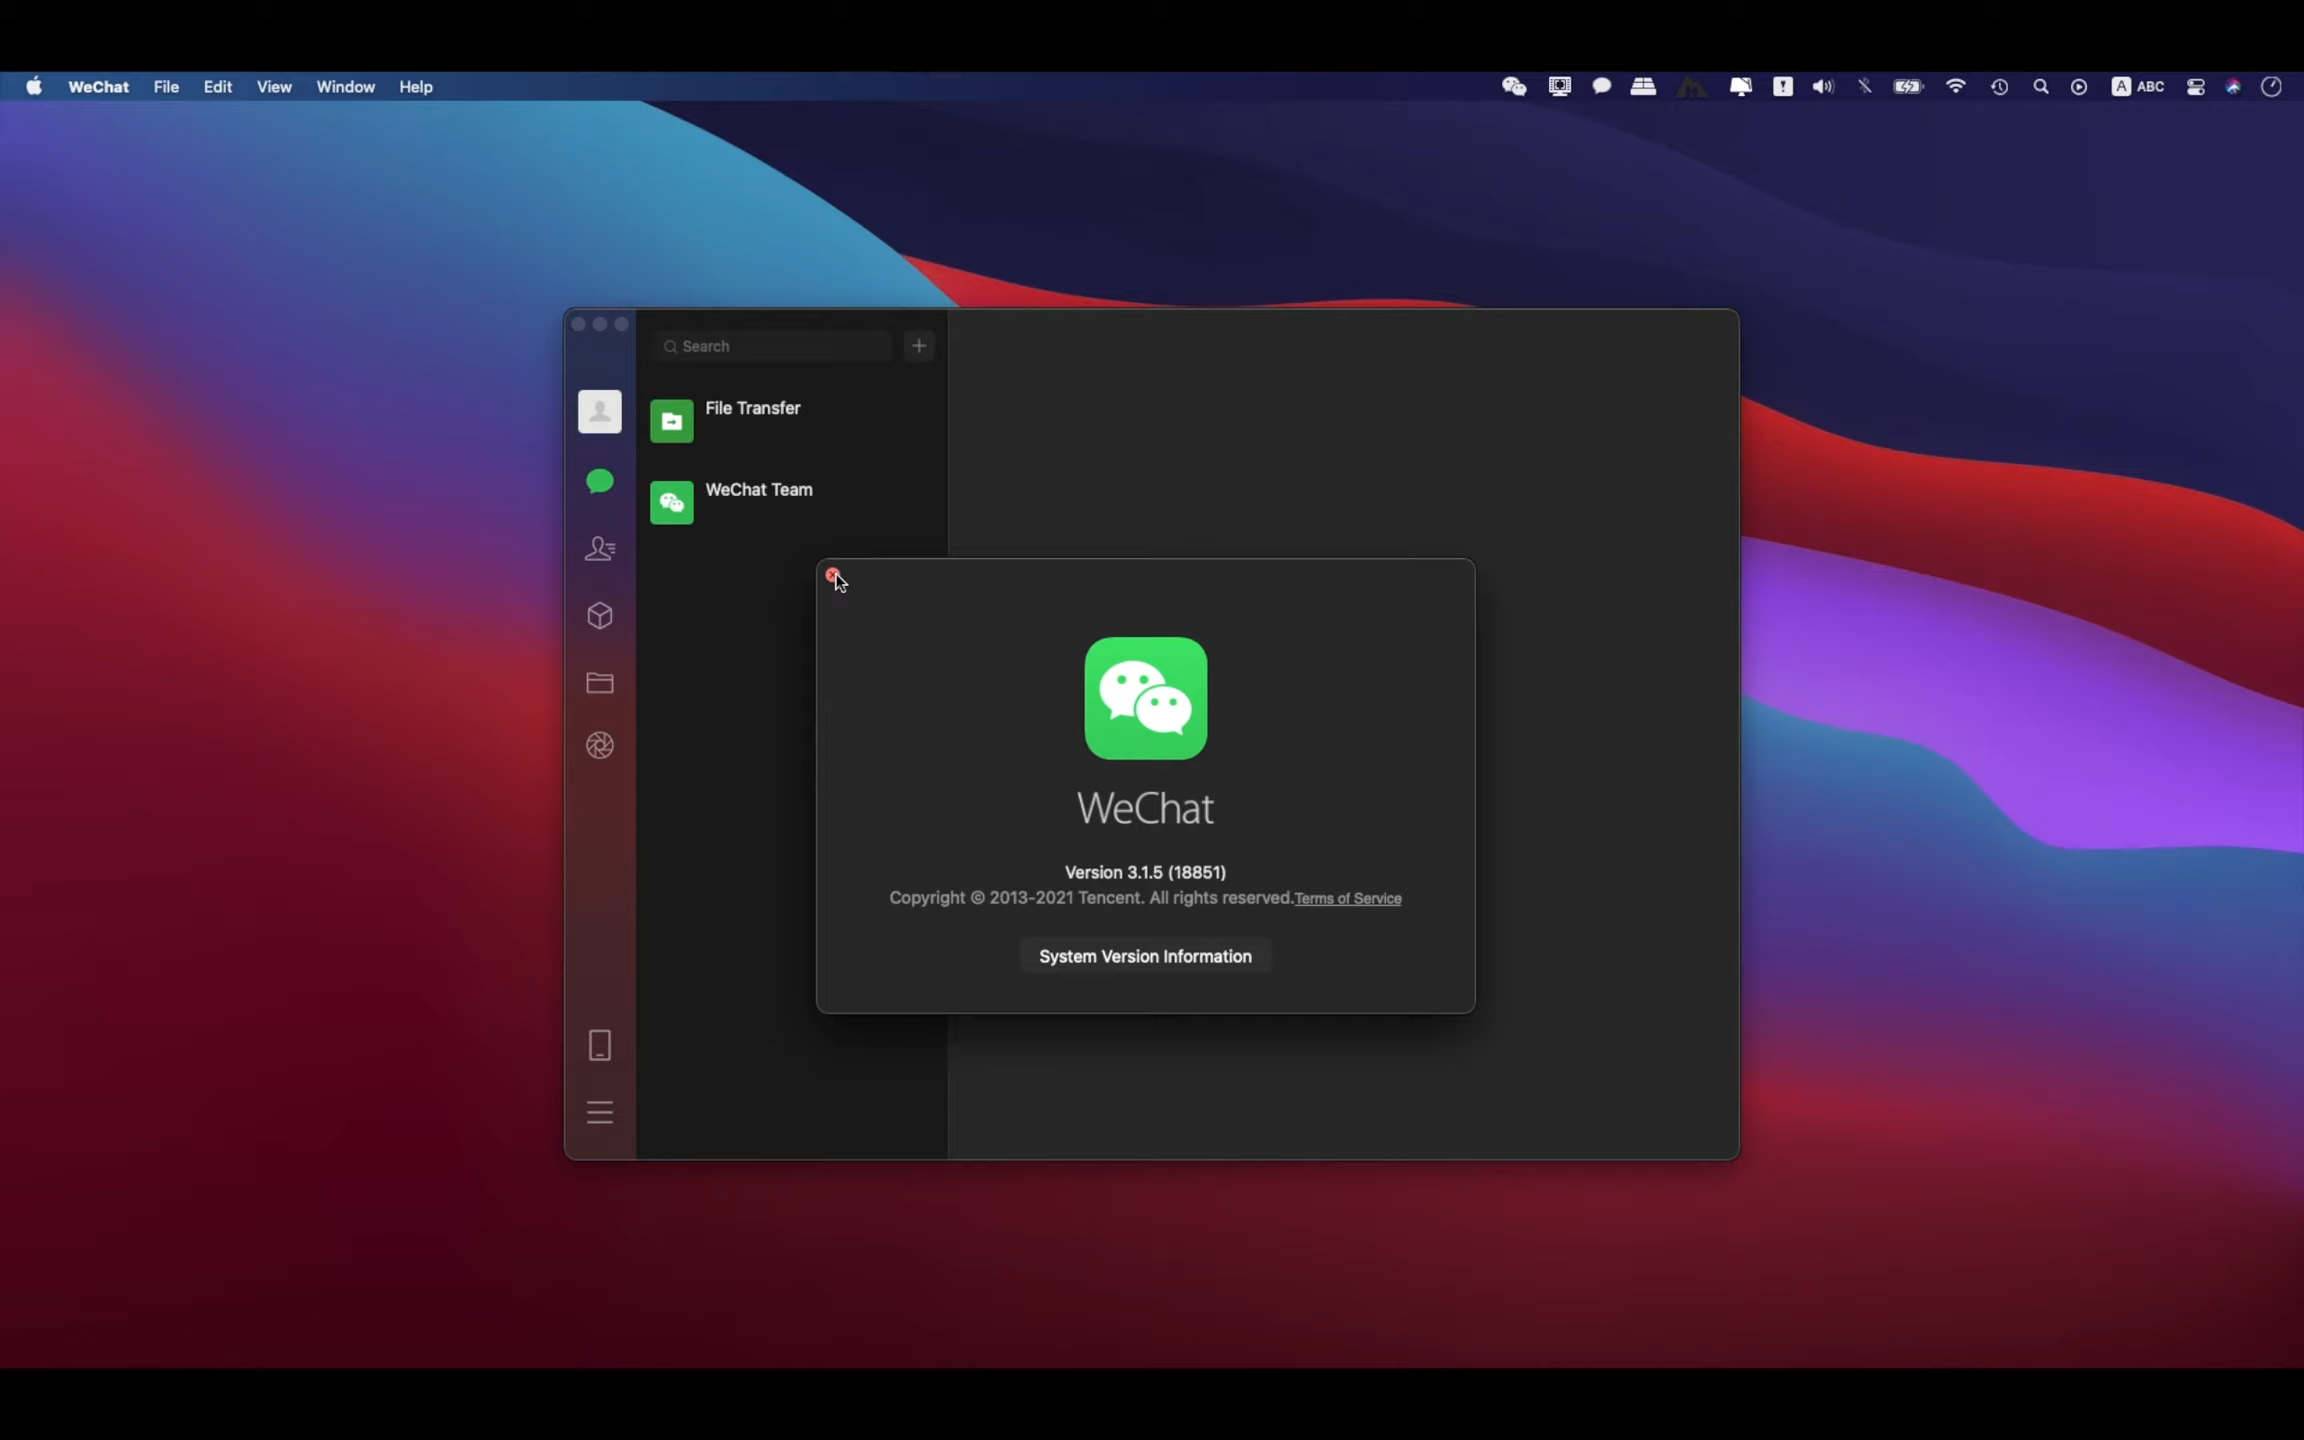 WeChat File Edit View Window Help
A ABC
Search
File Transfer
WeChat Team
WeChat
Version 3.1.5 (18851)
Copyright © 2013-2021 Tencent. All rights reserved.Terms of Service
System Version Information